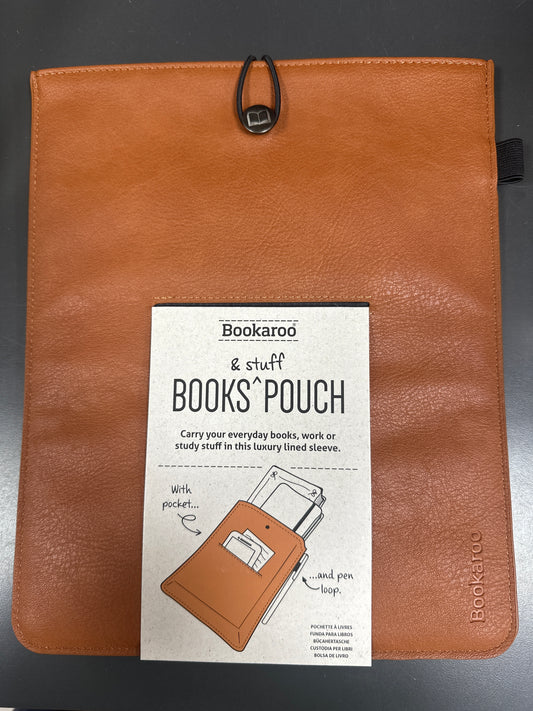 Bookaroo
& stuff
BOOKS^POUCH
Carry your everyday books, work or
study stuff in this luxury lined sleeve.
With
pocket...
...and pen
loop.
POCHETTE À LIVRES
FUNDA PARA LIBROS
BÜCAHERTASCHE
CUSTODIA PER LIBRI
BOLSA DE LIVRO
Bookaroo